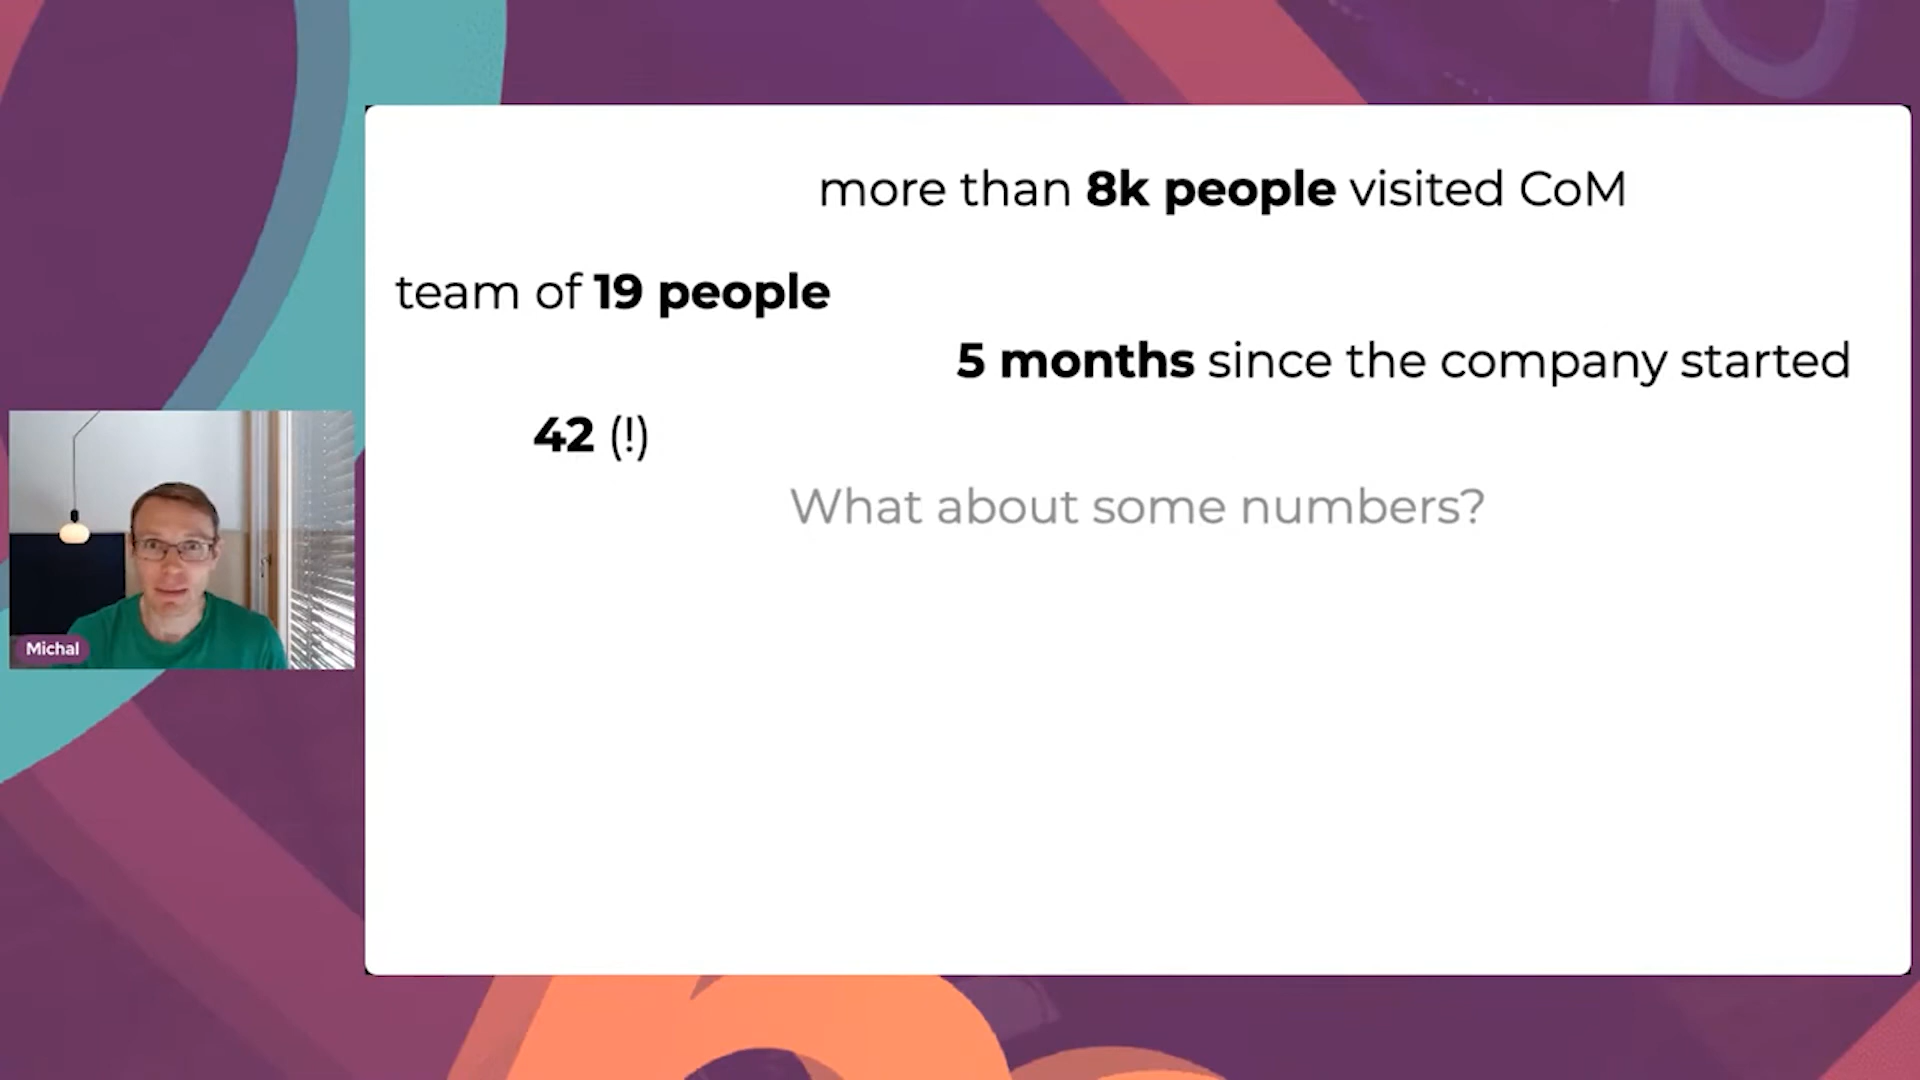 more than 8k people visited CoM
team of 19 people
5 months since the company started
42 (!)
What about some numbers?
Michal